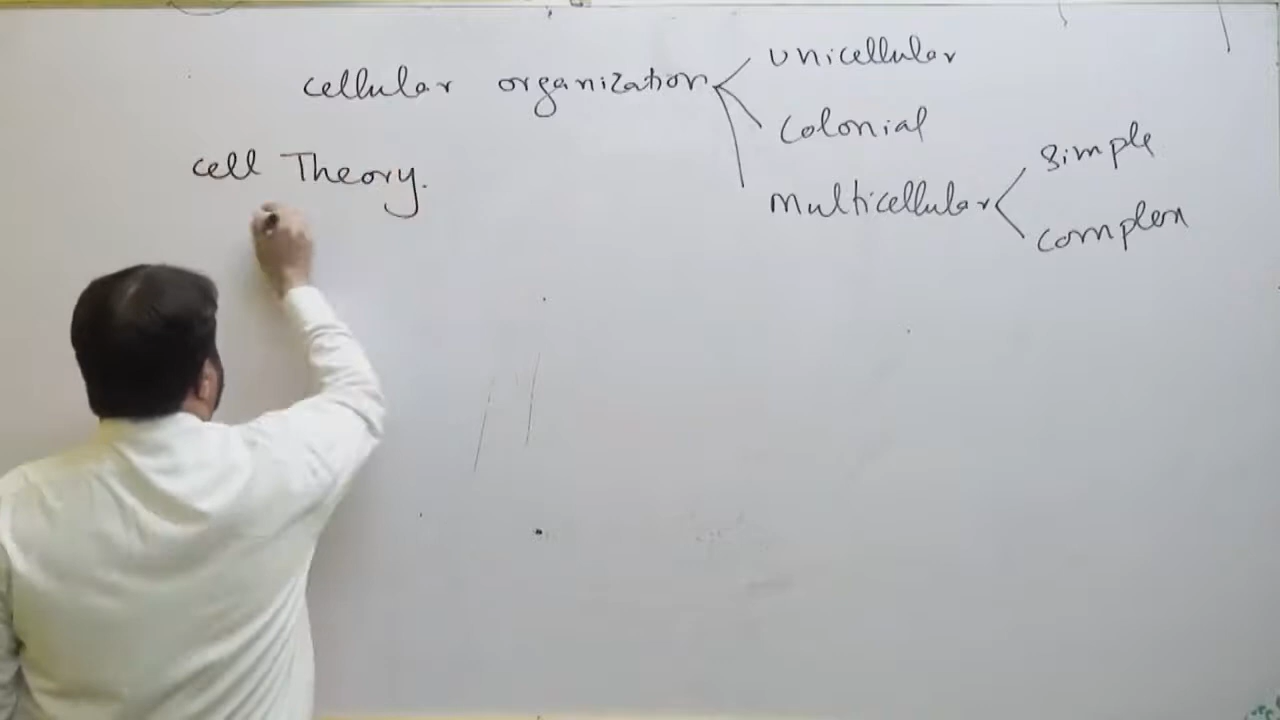 cellular organization
unicellular
colonial
multicellular
simple
complex
cell Theory.